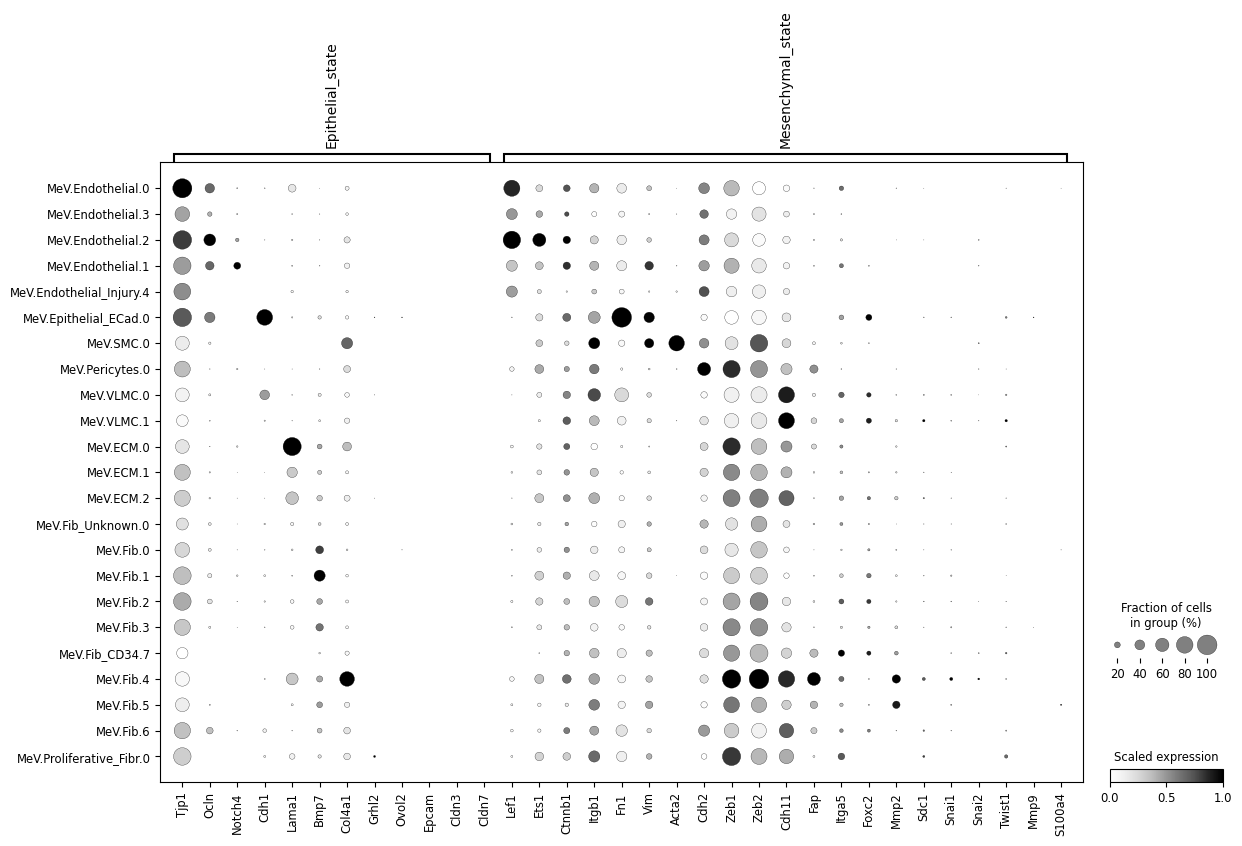 Epithelial_state
Mesenchymal_state
MeV.Endothelial.0
MeV.Endothelial.3
MeV.Endothelial.2
MeV.Endothelial.1
MeV.Endothelial_Injury.4
MeV.Epithelial_ECad.0
MeV.SMC.0
MeV.Pericytes.0
MeV.VLMC.0
MeV.VLMC.1
MeV.ECM.0
MeV.ECM.1
MeV.ECM.2
MeV.Fib_Unknown.0
MeV.Fib.0
MeV.Fib.1
MeV.Fib.2
MeV.Fib.3
MeV.Fib_CD34.7
MeV.Fib.4
MeV.Fib.5
MeV.Fib.6
MeV.Proliferative_Fibr.0
Tjp1
Ocln
Notch4
Cdh1
Lama1
Bmp7
Col4a1
Grhl2
Ovol2
Epcam
Cldn3
Cldn7
Lef1
Ets1
Ctnnb1
Itgb1
Fn1
Vim
Acta2
Cdh2
Zeb1
Zeb2
Cdh11
Fap
Itga5
Foxc2
Mmp2
Sdc1
Snai1
Snai2
Twist1
Mmp9
S100a4
Fraction of cells
in group (%)
20 40 60 80 100
Scaled expression
0.0 0.5 1.0